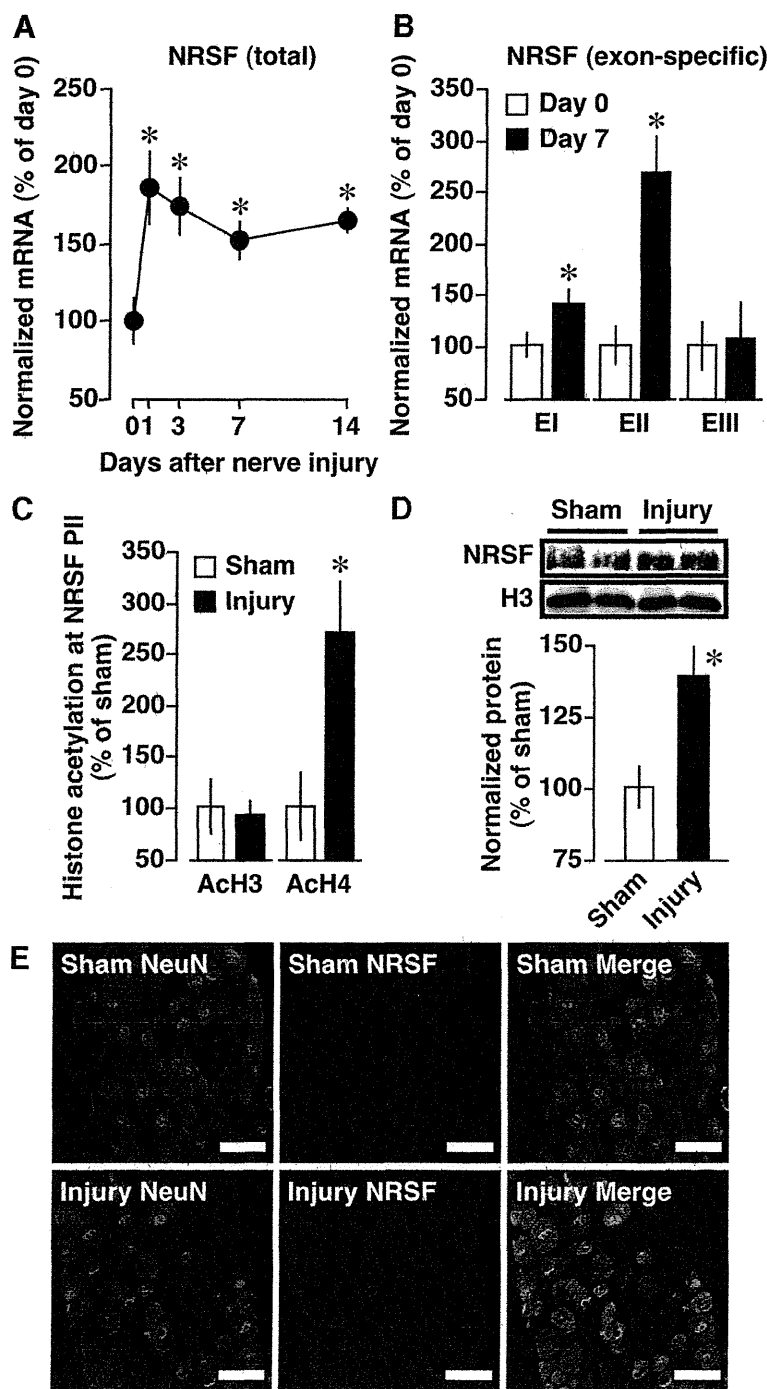 A
NRSF (total)
Normalized mRNA (% of day 0)
250
200
150
100
50
* * * *
0 1 3 7 14
Days after nerve injury
B
NRSF (exon-specific)
Normalized mRNA (% of day 0)
350
300
250
200
150
100
50
Day 0
Day 7
* *
EI EII EIII
C
Histone acetylation at NRSF PII
(% of sham)
350
300
250
200
150
100
50
Sham
Injury
*
AcH3 AcH4
D
Sham Injury
NRSF
H3
Normalized protein
(% of sham)
150
125
100
75
*
Sham Injury
E
Sham NeuN
Sham NRSF
Sham Merge
Injury NeuN
Injury NRSF
Injury Merge